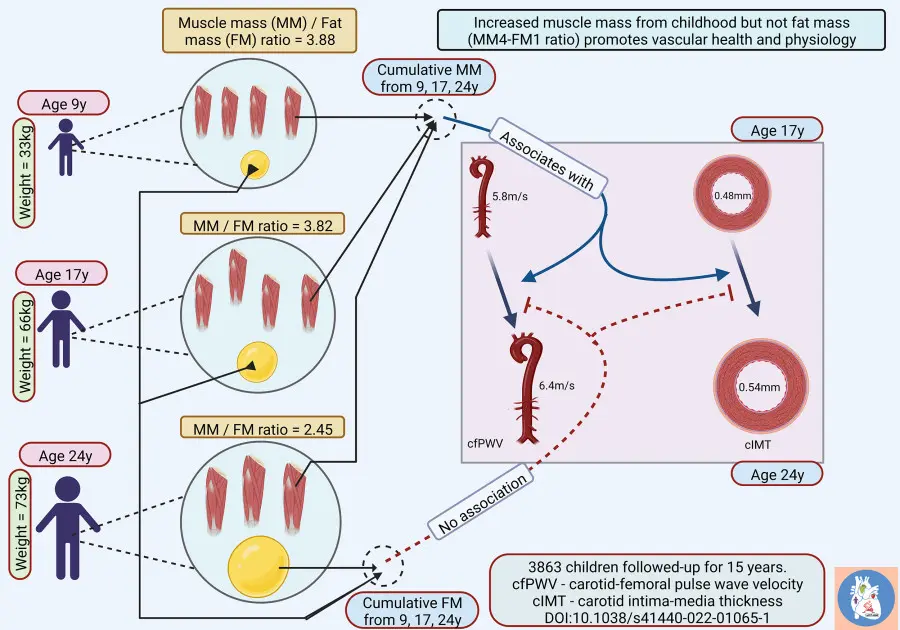 Muscle mass (MM) / Fat
mass (FM) ratio = 3.88
Increased muscle mass from childhood but not fat mass
(MM4-FM1 ratio) promotes vascular health and physiology
Cumulative MM
from 9, 17, 24y
Age 9y
Weight = 33kg
Age 17y
Associates with
5.8m/s
0.48mm
MM / FM ratio = 3.82
Age 17y
Weight = 66kg
6.4m/s
0.54mm
cfPWV
cIMT
MM / FM ratio = 2.45
Age 24y
Weight = 73kg
Age 24y
No association
Cumulative FM
from 9, 17, 24y
3863 children followed-up for 15 years.
cfPWV - carotid-femoral pulse wave velocity
cIMT - carotid intima-media thickness
DOI:10.1038/s41440-022-01065-1